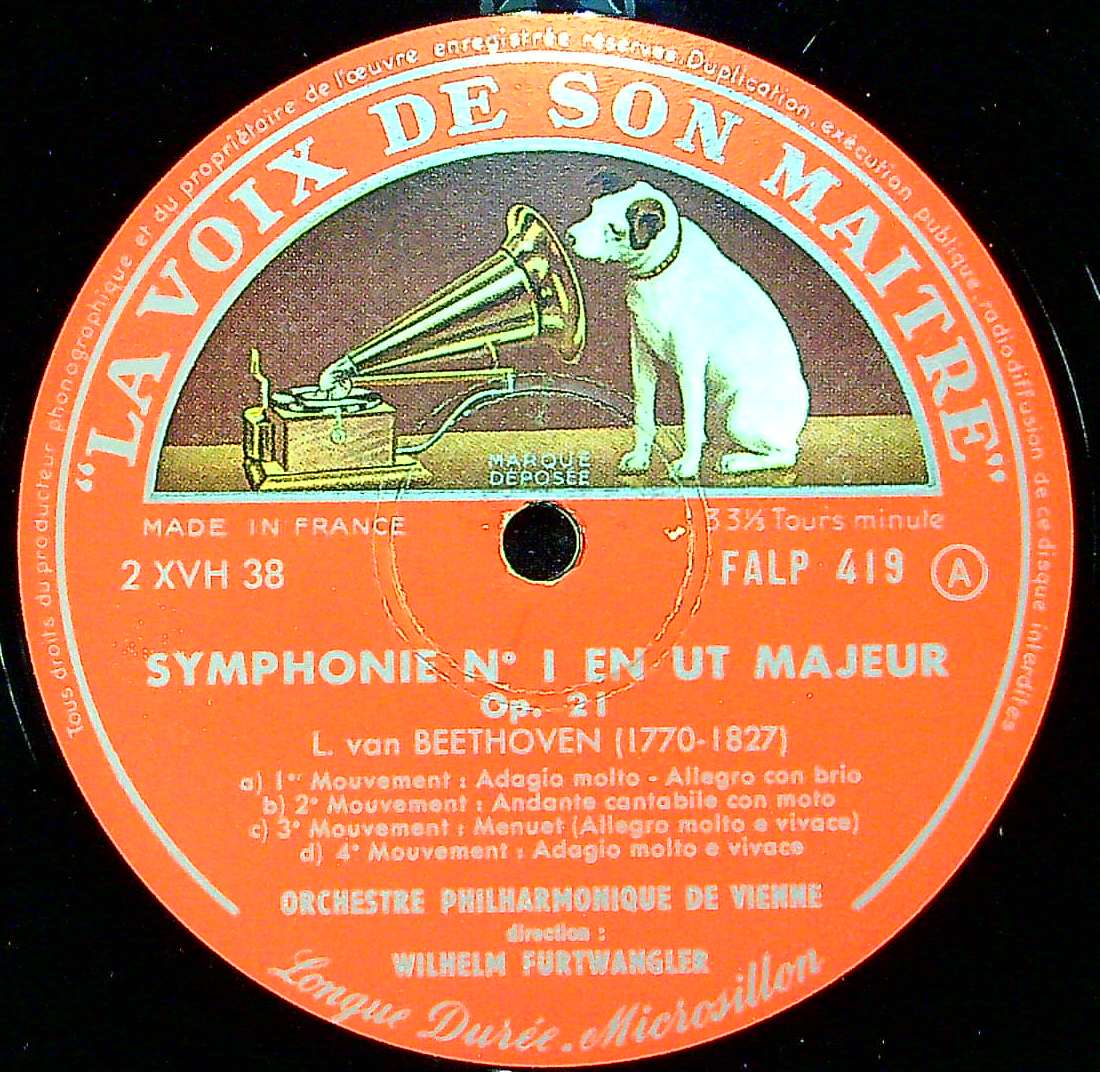 Tous droits du producteur phonographique et du propriétaire de l'œuvre enregistrée réservés. Duplication, exécution publique, radiodiffusion de ce disque interdites
"LA VOIX DE SON MAITRE"
MARQUE
DÉPOSÉE
MADE IN FRANCE
33⅓ Tours minute
2 XVH 38
FALP 419 A
SYMPHONIE N° 1 EN UT MAJEUR
Op. 21
L. van BEETHOVEN (1770-1827)
a) 1er Mouvement : Adagio molto - Allegro con brio
b) 2e Mouvement : Andante cantabile con moto
c) 3e Mouvement : Menuet (Allegro molto e vivace)
d) 4e Mouvement : Adagio molto e vivace
ORCHESTRE PHILHARMONIQUE DE VIENNE
direction :
WILHELM FURTWANGLER
Longue Durée. Microsillon